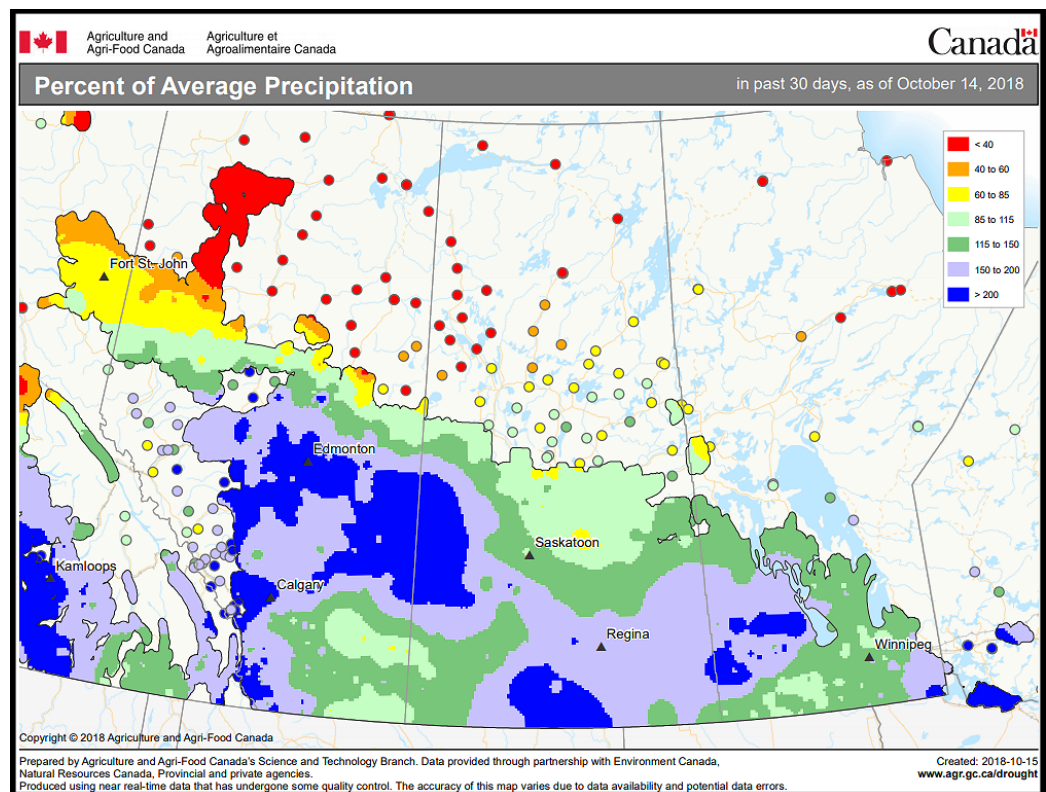 Agriculture and
Agri-Food Canada
Agriculture et
Agroalimentaire Canada
Canada
Percent of Average Precipitation
in past 30 days, as of October 14, 2018
< 40
40 to 60
60 to 85
85 to 115
115 to 150
150 to 200
> 200
Fort St. John
Edmonton
Saskatoon
Kamloops
Calgary
Regina
Winnipeg
Copyright © 2018 Agriculture and Agri-Food Canada
Prepared by Agriculture and Agri-Food Canada's Science and Technology Branch. Data provided through partnership with Environment Canada,
Natural Resources Canada, Provincial and private agencies.
Produced using near real-time data that has undergone some quality control. The accuracy of this map varies due to data availability and potential data errors.
Created: 2018-10-15
www.agr.gc.ca/drought